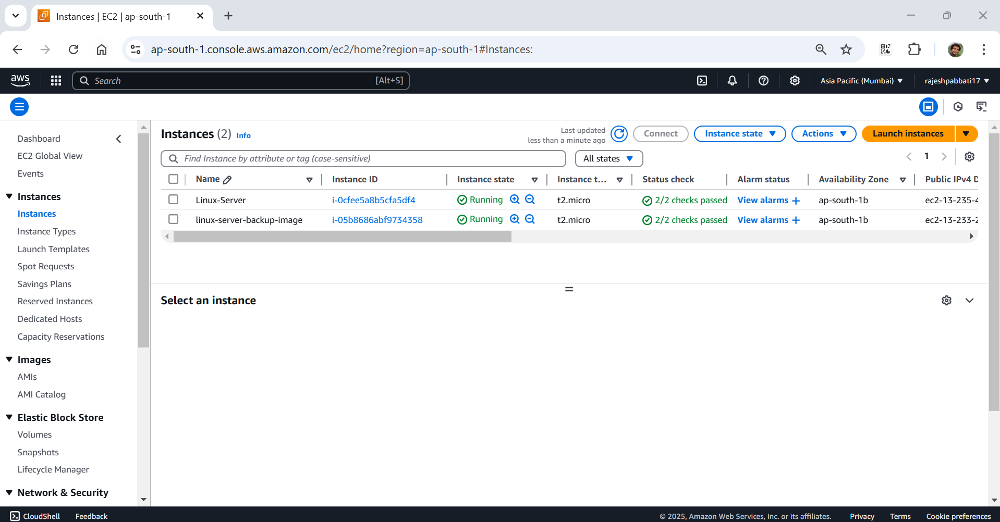 Instances | EC2 | ap-south-1
ap-south-1.console.aws.amazon.com/ec2/home?region=ap-south-1#Instances:
aws
Search [Alt+S]
Asia Pacific (Mumbai)
rajeshpabbati17
Dashboard
EC2 Global View
Events
Instances
Instances
Instance Types
Launch Templates
Spot Requests
Savings Plans
Reserved Instances
Dedicated Hosts
Capacity Reservations
Images
AMIs
AMI Catalog
Elastic Block Store
Volumes
Snapshots
Lifecycle Manager
Network & Security
Instances (2) Info
Last updated
less than a minute ago
Connect
Instance state
Actions
Launch instances
Find Instance by attribute or tag (case-sensitive)
All states
1
Name Instance ID Instance state Instance t... Status check Alarm status Availability Zone Public IPv4 D
Linux-Server i-0cfee5a8b5cfa5df4 Running t2.micro 2/2 checks passed View alarms + ap-south-1b ec2-13-235-4
linux-server-backup-image i-05b8686abf9734358 Running t2.micro 2/2 checks passed View alarms + ap-south-1b ec2-13-233-2
Select an instance
CloudShell Feedback © 2025, Amazon Web Services, Inc. or its affiliates. Privacy Terms Cookie preferences